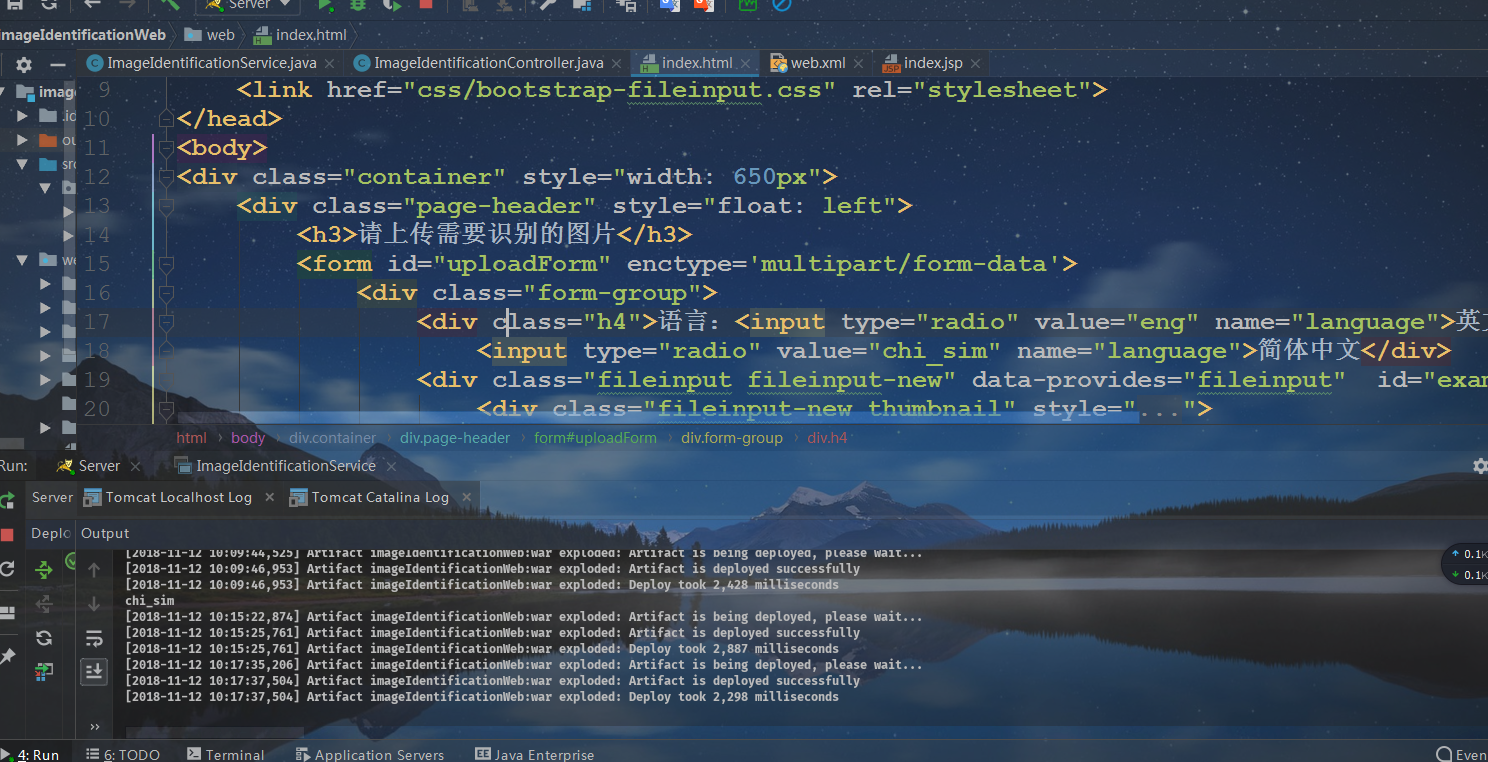 Server
imageIdentificationWeb web index.html
ImageIdentificationService.java ImageIdentificationController.java index.html web.xml index.jsp
imag
.id
ou
src
we
9 <link href="css/bootstrap-fileinput.css" rel="stylesheet">
10 </head>
11 <body>
12 <div class="container" style="width: 650px">
13 <div class="page-header" style="float: left">
14 <h3>请上传需要识别的图片</h3>
15 <form id="uploadForm" enctype='multipart/form-data'>
16 <div class="form-group">
17 <div class="h4">语言：<input type="radio" value="eng" name="language">英
18 <input type="radio" value="chi_sim" name="language">简体中文</div>
19 <div class="fileinput fileinput-new" data-provides="fileinput" id="exam
20 <div class="fileinput-new thumbnail" style="...">
html › body › div.container › div.page-header › form#uploadForm › div.form-group › div.h4
Run: Server ImageIdentificationService
Server Tomcat Localhost Log Tomcat Catalina Log
Deplo Output
[2018-11-12 10:09:44,525] Artifact imageIdentificationWeb:war exploded: Artifact is being deployed, please wait...
[2018-11-12 10:09:46,953] Artifact imageIdentificationWeb:war exploded: Artifact is deployed successfully
[2018-11-12 10:09:46,953] Artifact imageIdentificationWeb:war exploded: Deploy took 2,428 milliseconds
chi_sim
[2018-11-12 10:15:22,874] Artifact imageIdentificationWeb:war exploded: Artifact is being deployed, please wait...
[2018-11-12 10:15:25,761] Artifact imageIdentificationWeb:war exploded: Artifact is deployed successfully
[2018-11-12 10:15:25,761] Artifact imageIdentificationWeb:war exploded: Deploy took 2,887 milliseconds
[2018-11-12 10:17:35,206] Artifact imageIdentificationWeb:war exploded: Artifact is being deployed, please wait...
[2018-11-12 10:17:37,504] Artifact imageIdentificationWeb:war exploded: Artifact is deployed successfully
[2018-11-12 10:17:37,504] Artifact imageIdentificationWeb:war exploded: Deploy took 2,298 milliseconds
↑ 0.1K
↓ 0.1K
4: Run 6: TODO Terminal Application Servers Java Enterprise Even